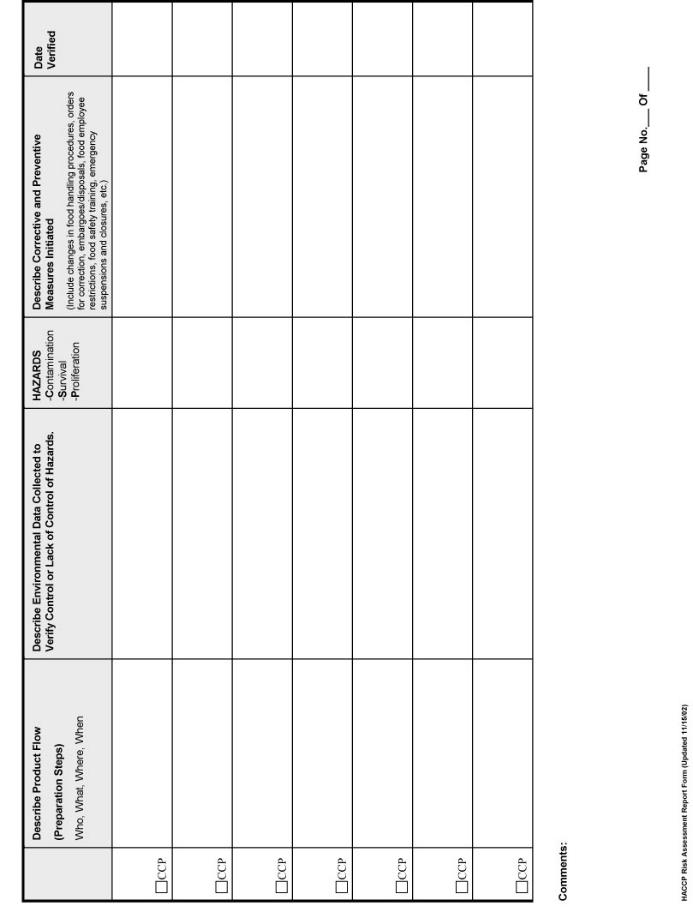 Describe Product Flow
(Preparation Steps)
Who, What, Where, When
Describe Environmental Data Collected to
Verify Control or Lack of Control of Hazards.
HAZARDS
-Contamination
-Survival
-Proliferation
Describe Corrective and Preventive
Measures Initiated
(Include changes in food handling procedures, orders
for correction, embargoes/disposals, food employee
restrictions, food safety training, emergency
suspensions and closures, etc.)
Date
Verified
☐CCP
☐CCP
☐CCP
☐CCP
☐CCP
☐CCP
☐CCP
Comments:
Page No.___ Of ____
HACCP Risk Assessment Report Form (Updated 11/15/02)